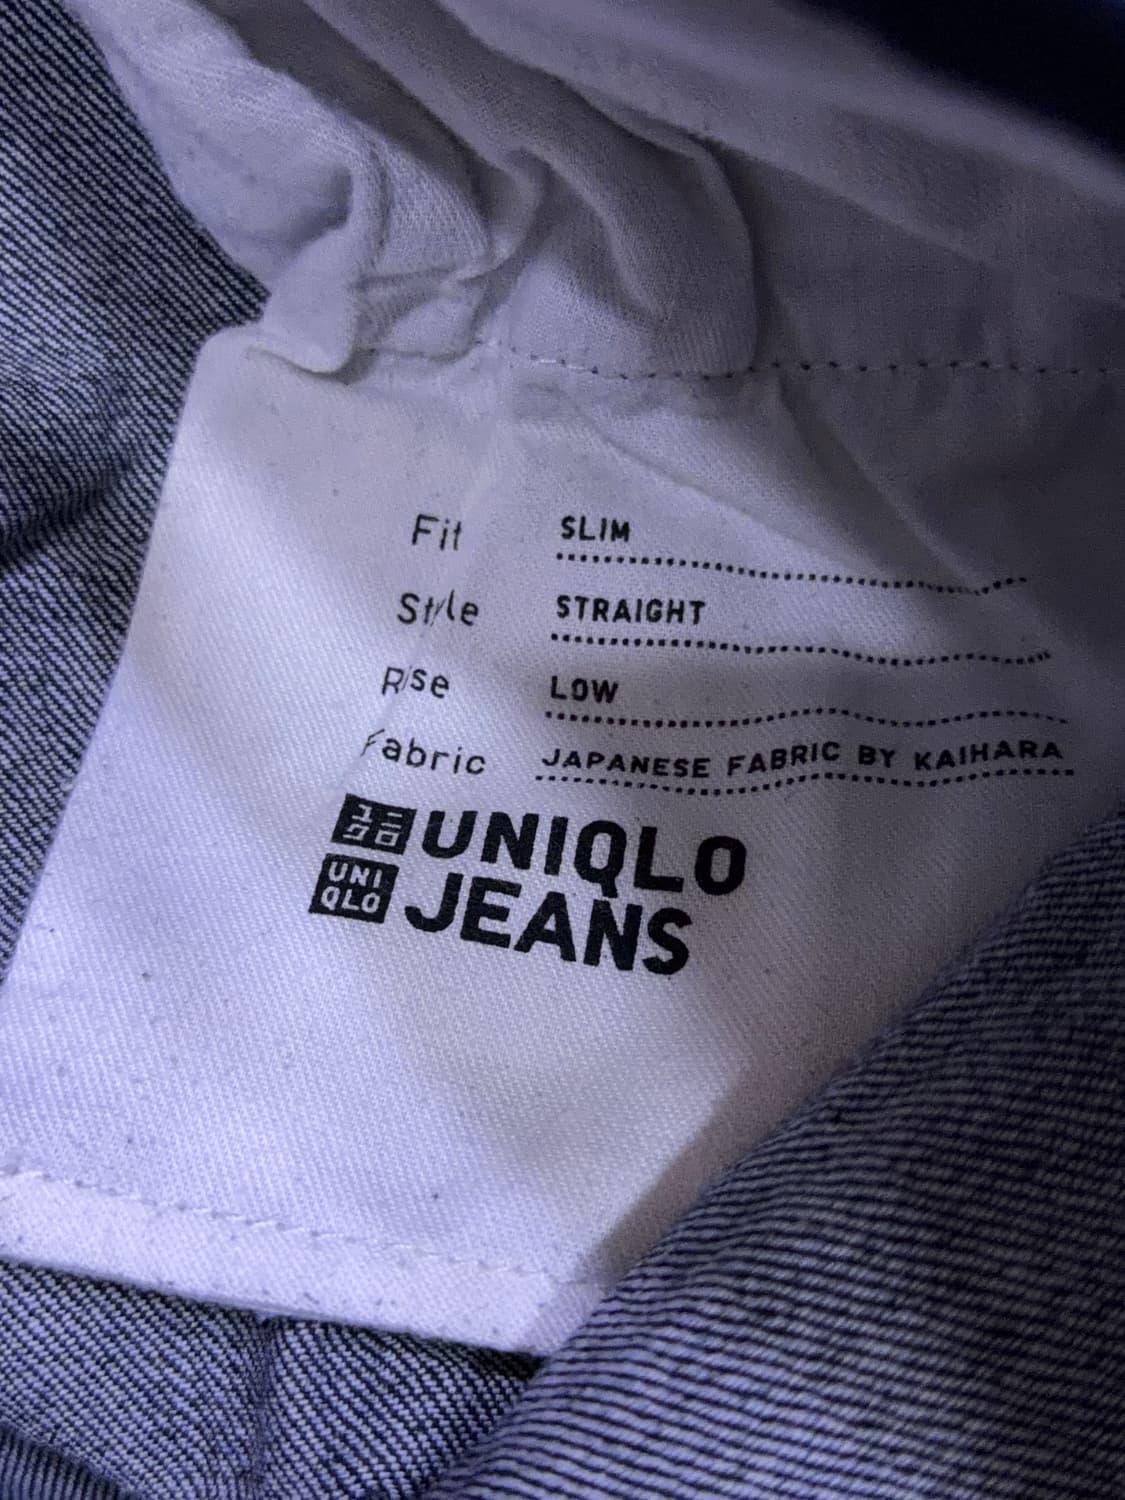 Fit SLIM
Style STRAIGHT
Rise LOW
Fabric JAPANESE FABRIC BY KAIHARA
ユニ
クロ
UNIQLO
UNI
QLO
JEANS